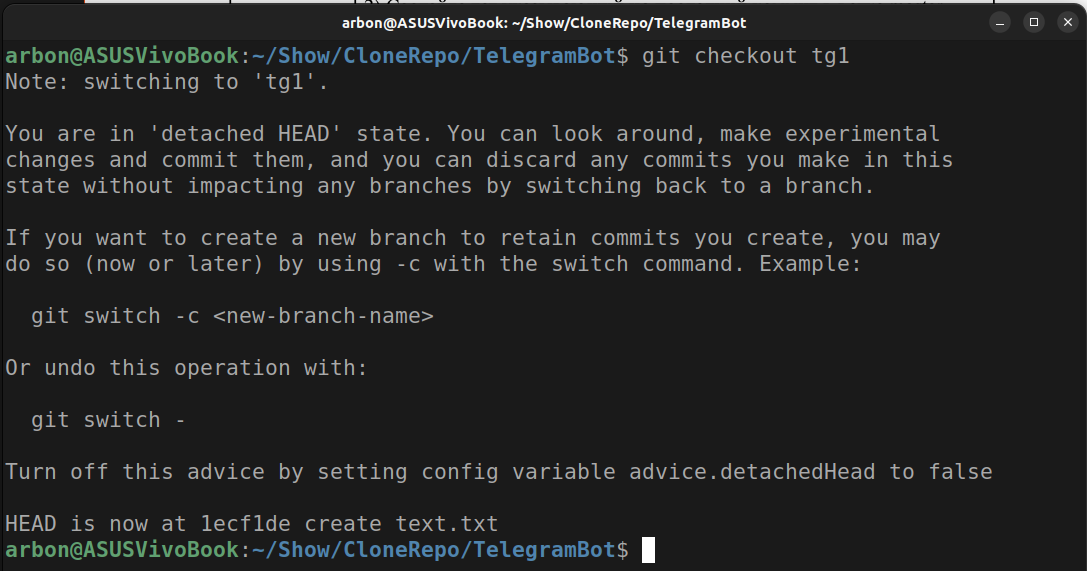 arbon@ASUSVivoBook: ~/Show/CloneRepo/TelegramBot
arbon@ASUSVivoBook:~/Show/CloneRepo/TelegramBot$ git checkout tg1
Note: switching to 'tg1'.
You are in 'detached HEAD' state. You can look around, make experimental
changes and commit them, and you can discard any commits you make in this
state without impacting any branches by switching back to a branch.
If you want to create a new branch to retain commits you create, you may
do so (now or later) by using -c with the switch command. Example:
git switch -c <new-branch-name>
Or undo this operation with:
git switch -
Turn off this advice by setting config variable advice.detachedHead to false
HEAD is now at 1ecf1de create text.txt
arbon@ASUSVivoBook:~/Show/CloneRepo/TelegramBot$